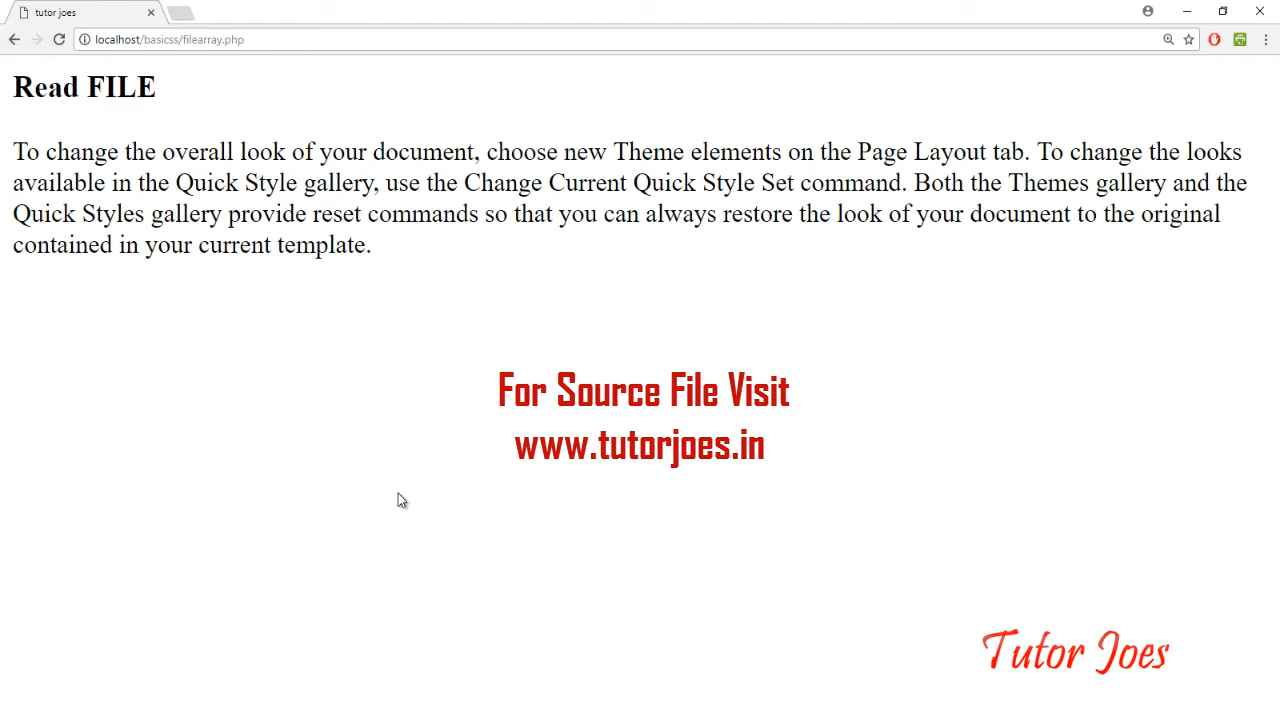 tutor joes
localhost/basicss/filearray.php
Read FILE
To change the overall look of your document, choose new Theme elements on the Page Layout tab. To change the looks
available in the Quick Style gallery, use the Change Current Quick Style Set command. Both the Themes gallery and the
Quick Styles gallery provide reset commands so that you can always restore the look of your document to the original
contained in your current template.
For Source File Visit
www.tutorjoes.in
Tutor Joes